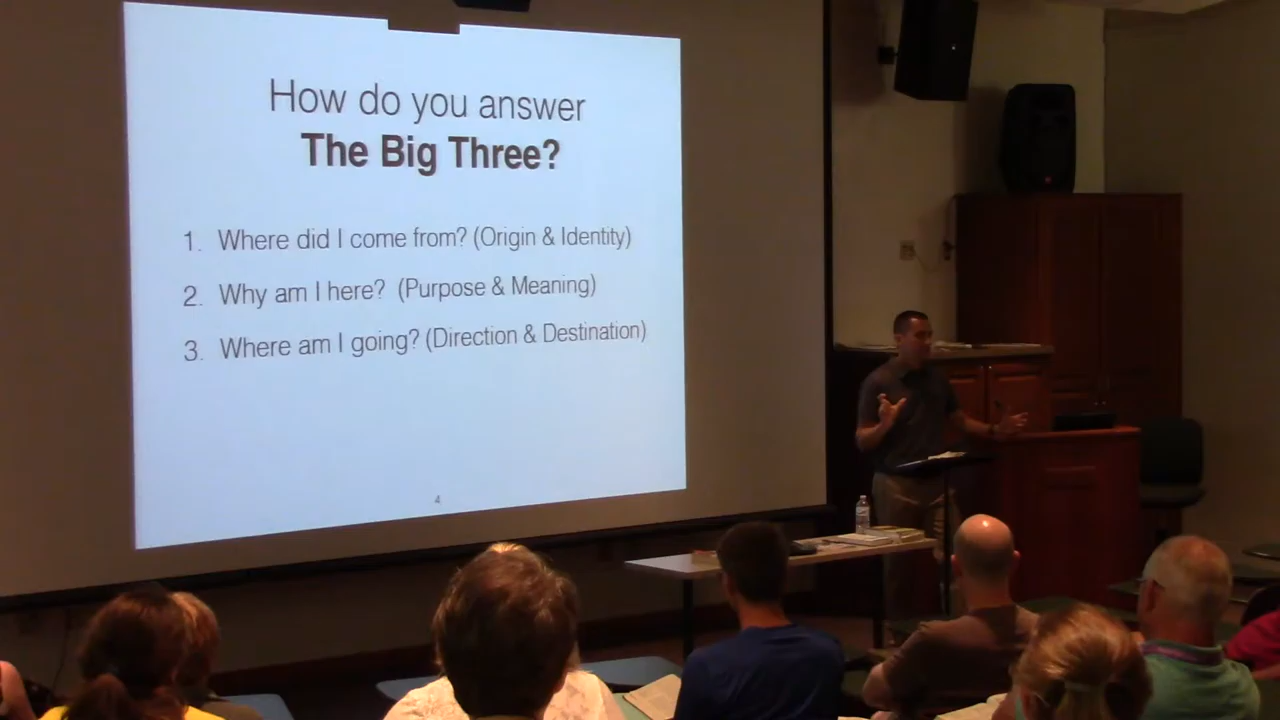 How do you answer
The Big Three?
1. Where did I come from? (Origin & Identity)
2. Why am I here? (Purpose & Meaning)
3. Where am I going? (Direction & Destination)
4